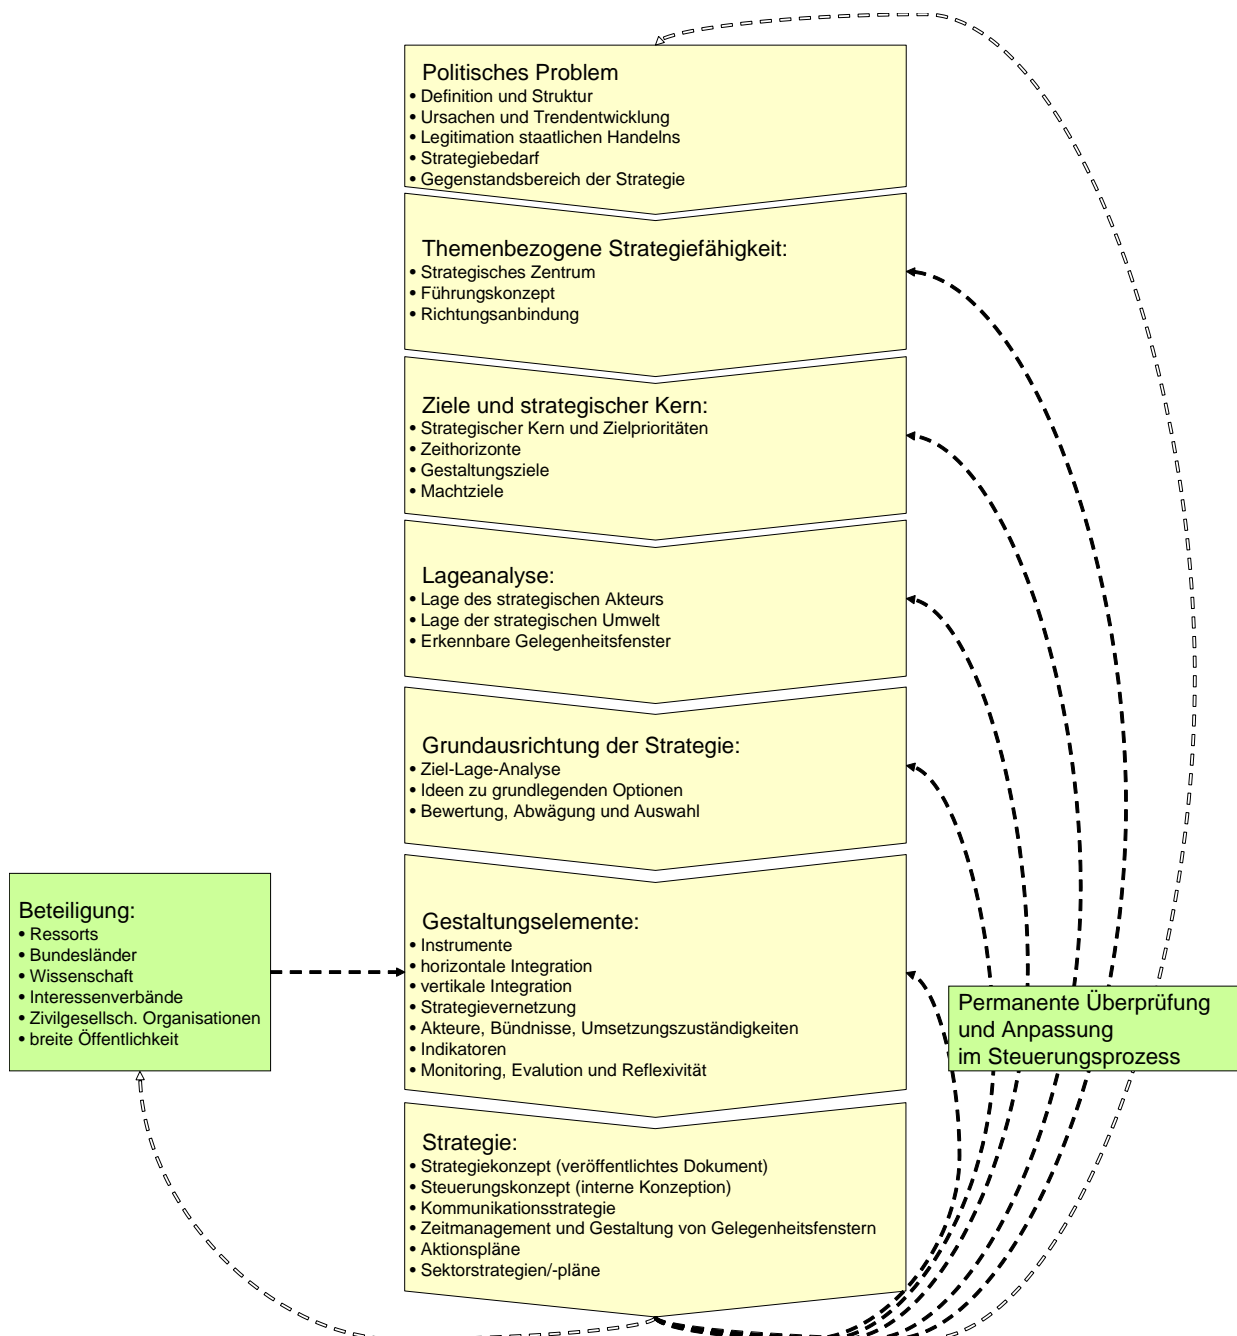 Politisches Problem
• Definition und Struktur
• Ursachen und Trendentwicklung
• Legitimation staatlichen Handelns
• Strategiebedarf
• Gegenstandsbereich der Strategie
Themenbezogene Strategiefähigkeit:
• Strategisches Zentrum
• Führungskonzept
• Richtungsanbindung
Ziele und strategischer Kern:
• Strategischer Kern und Zielprioritäten
• Zeithorizonte
• Gestaltungsziele
• Machtziele
Lageanalyse:
• Lage des strategischen Akteurs
• Lage der strategischen Umwelt
• Erkennbare Gelegenheitsfenster
Grundausrichtung der Strategie:
• Ziel-Lage-Analyse
• Ideen zu grundlegenden Optionen
• Bewertung, Abwägung und Auswahl
Beteiligung:
• Ressorts
• Bundesländer
• Wissenschaft
• Interessenverbände
• Zivilgesellsch. Organisationen
• breite Öffentlichkeit
Gestaltungselemente:
• Instrumente
• horizontale Integration
• vertikale Integration
• Strategievernetzung
• Akteure, Bündnisse, Umsetzungszuständigkeiten
• Indikatoren
• Monitoring, Evalution und Reflexivität
Permanente Überprüfung
und Anpassung
im Steuerungsprozess
Strategie:
• Strategiekonzept (veröffentlichtes Dokument)
• Steuerungskonzept (interne Konzeption)
• Kommunikationsstrategie
• Zeitmanagement und Gestaltung von Gelegenheitsfenstern
• Aktionspläne
• Sektorstrategien/-pläne